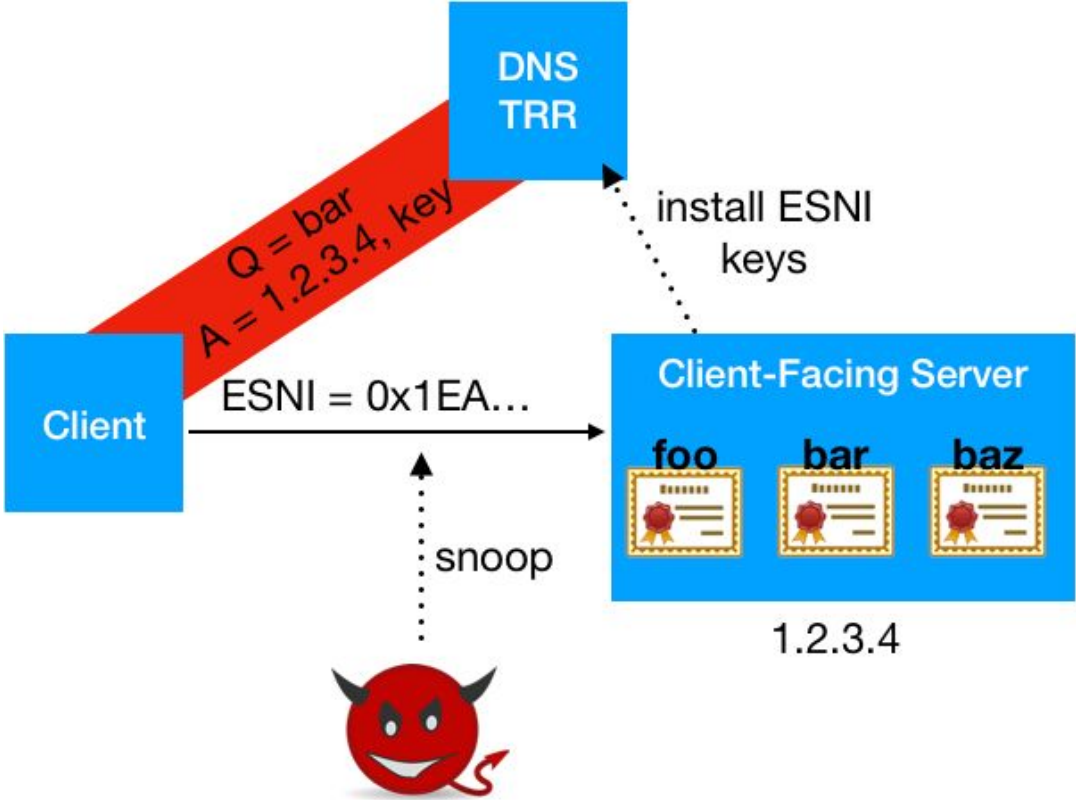 DNS
TRR
Q = bar
A = 1.2.3.4, key
install ESNI
keys
Client
ESNI = 0x1EA...
Client-Facing Server
foo
bar
baz
snoop
1.2.3.4